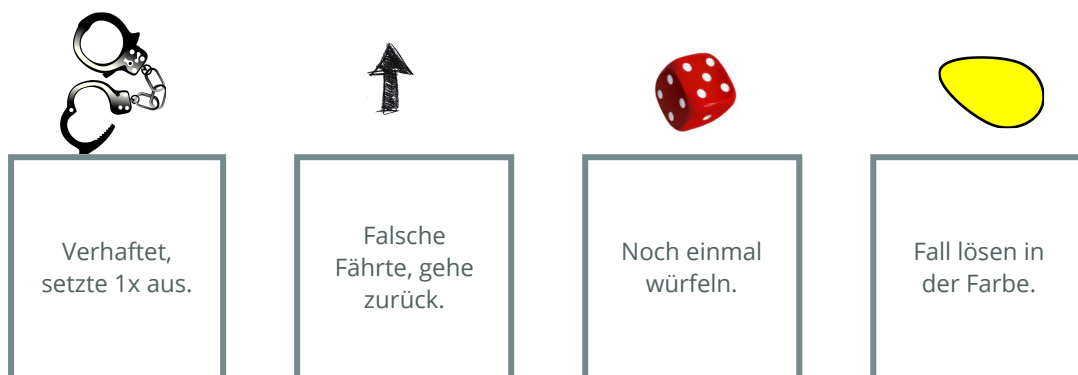 Verhaftet,
setzte 1x aus.
Falsche
Fährte, gehe
zurück.
Noch einmal
würfeln.
Fall lösen in
der Farbe.